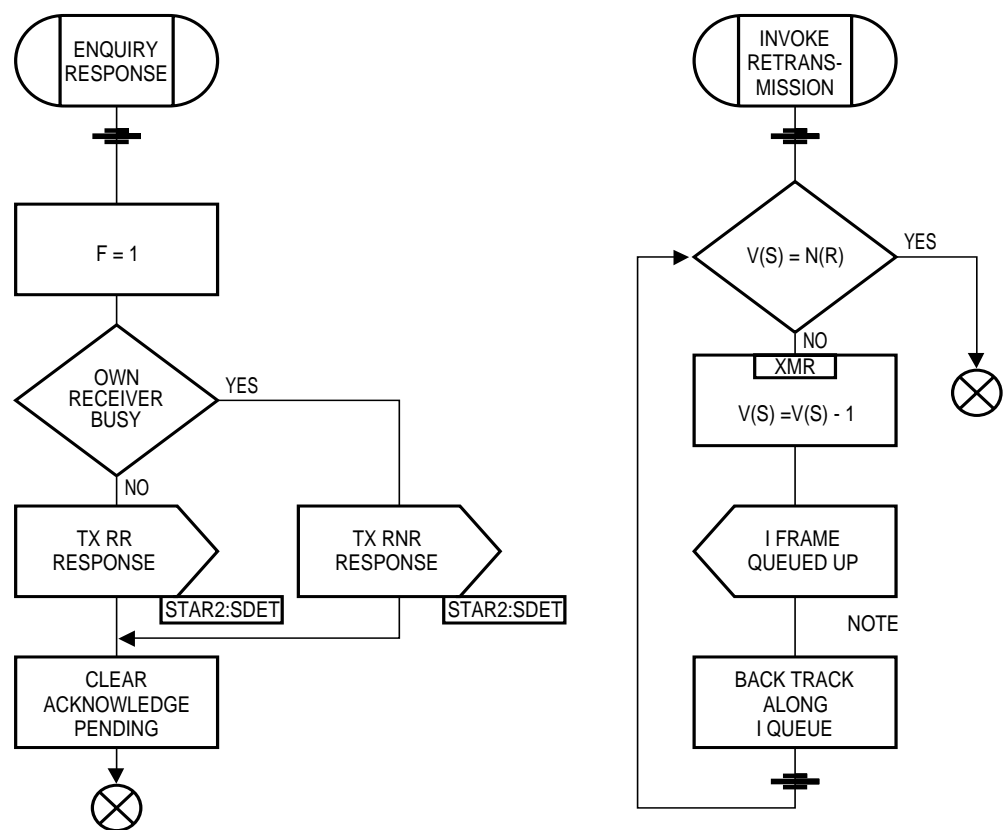 ENQUIRY
RESPONSE
F = 1
OWN
RECEIVER
BUSY
YES
NO
TX RR
RESPONSE
STAR2:SDET
TX RNR
RESPONSE
STAR2:SDET
CLEAR
ACKNOWLEDGE
PENDING
INVOKE
RETRANS-
MISSION
V(S) = N(R)
YES
NO
XMR
V(S) =V(S) - 1
I FRAME
QUEUED UP
NOTE
BACK TRACK
ALONG
I QUEUE